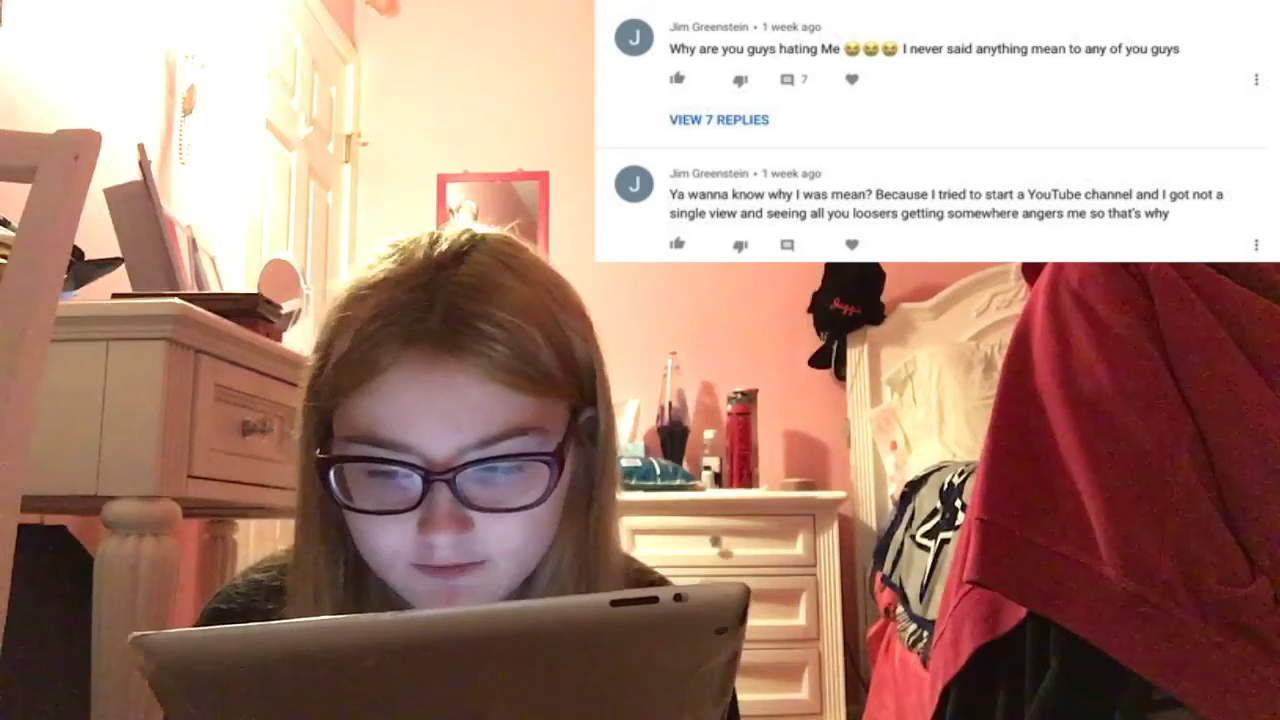 Jim Greenstein • 1 week ago
Why are you guys hating Me 😭😭😭 I never said anything mean to any of you guys
7
VIEW 7 REPLIES
Jim Greenstein • 1 week ago
Ya wanna know why I was mean? Because I tried to start a YouTube channel and I got not a
single view and seeing all you loosers getting somewhere angers me so that's why
J
J